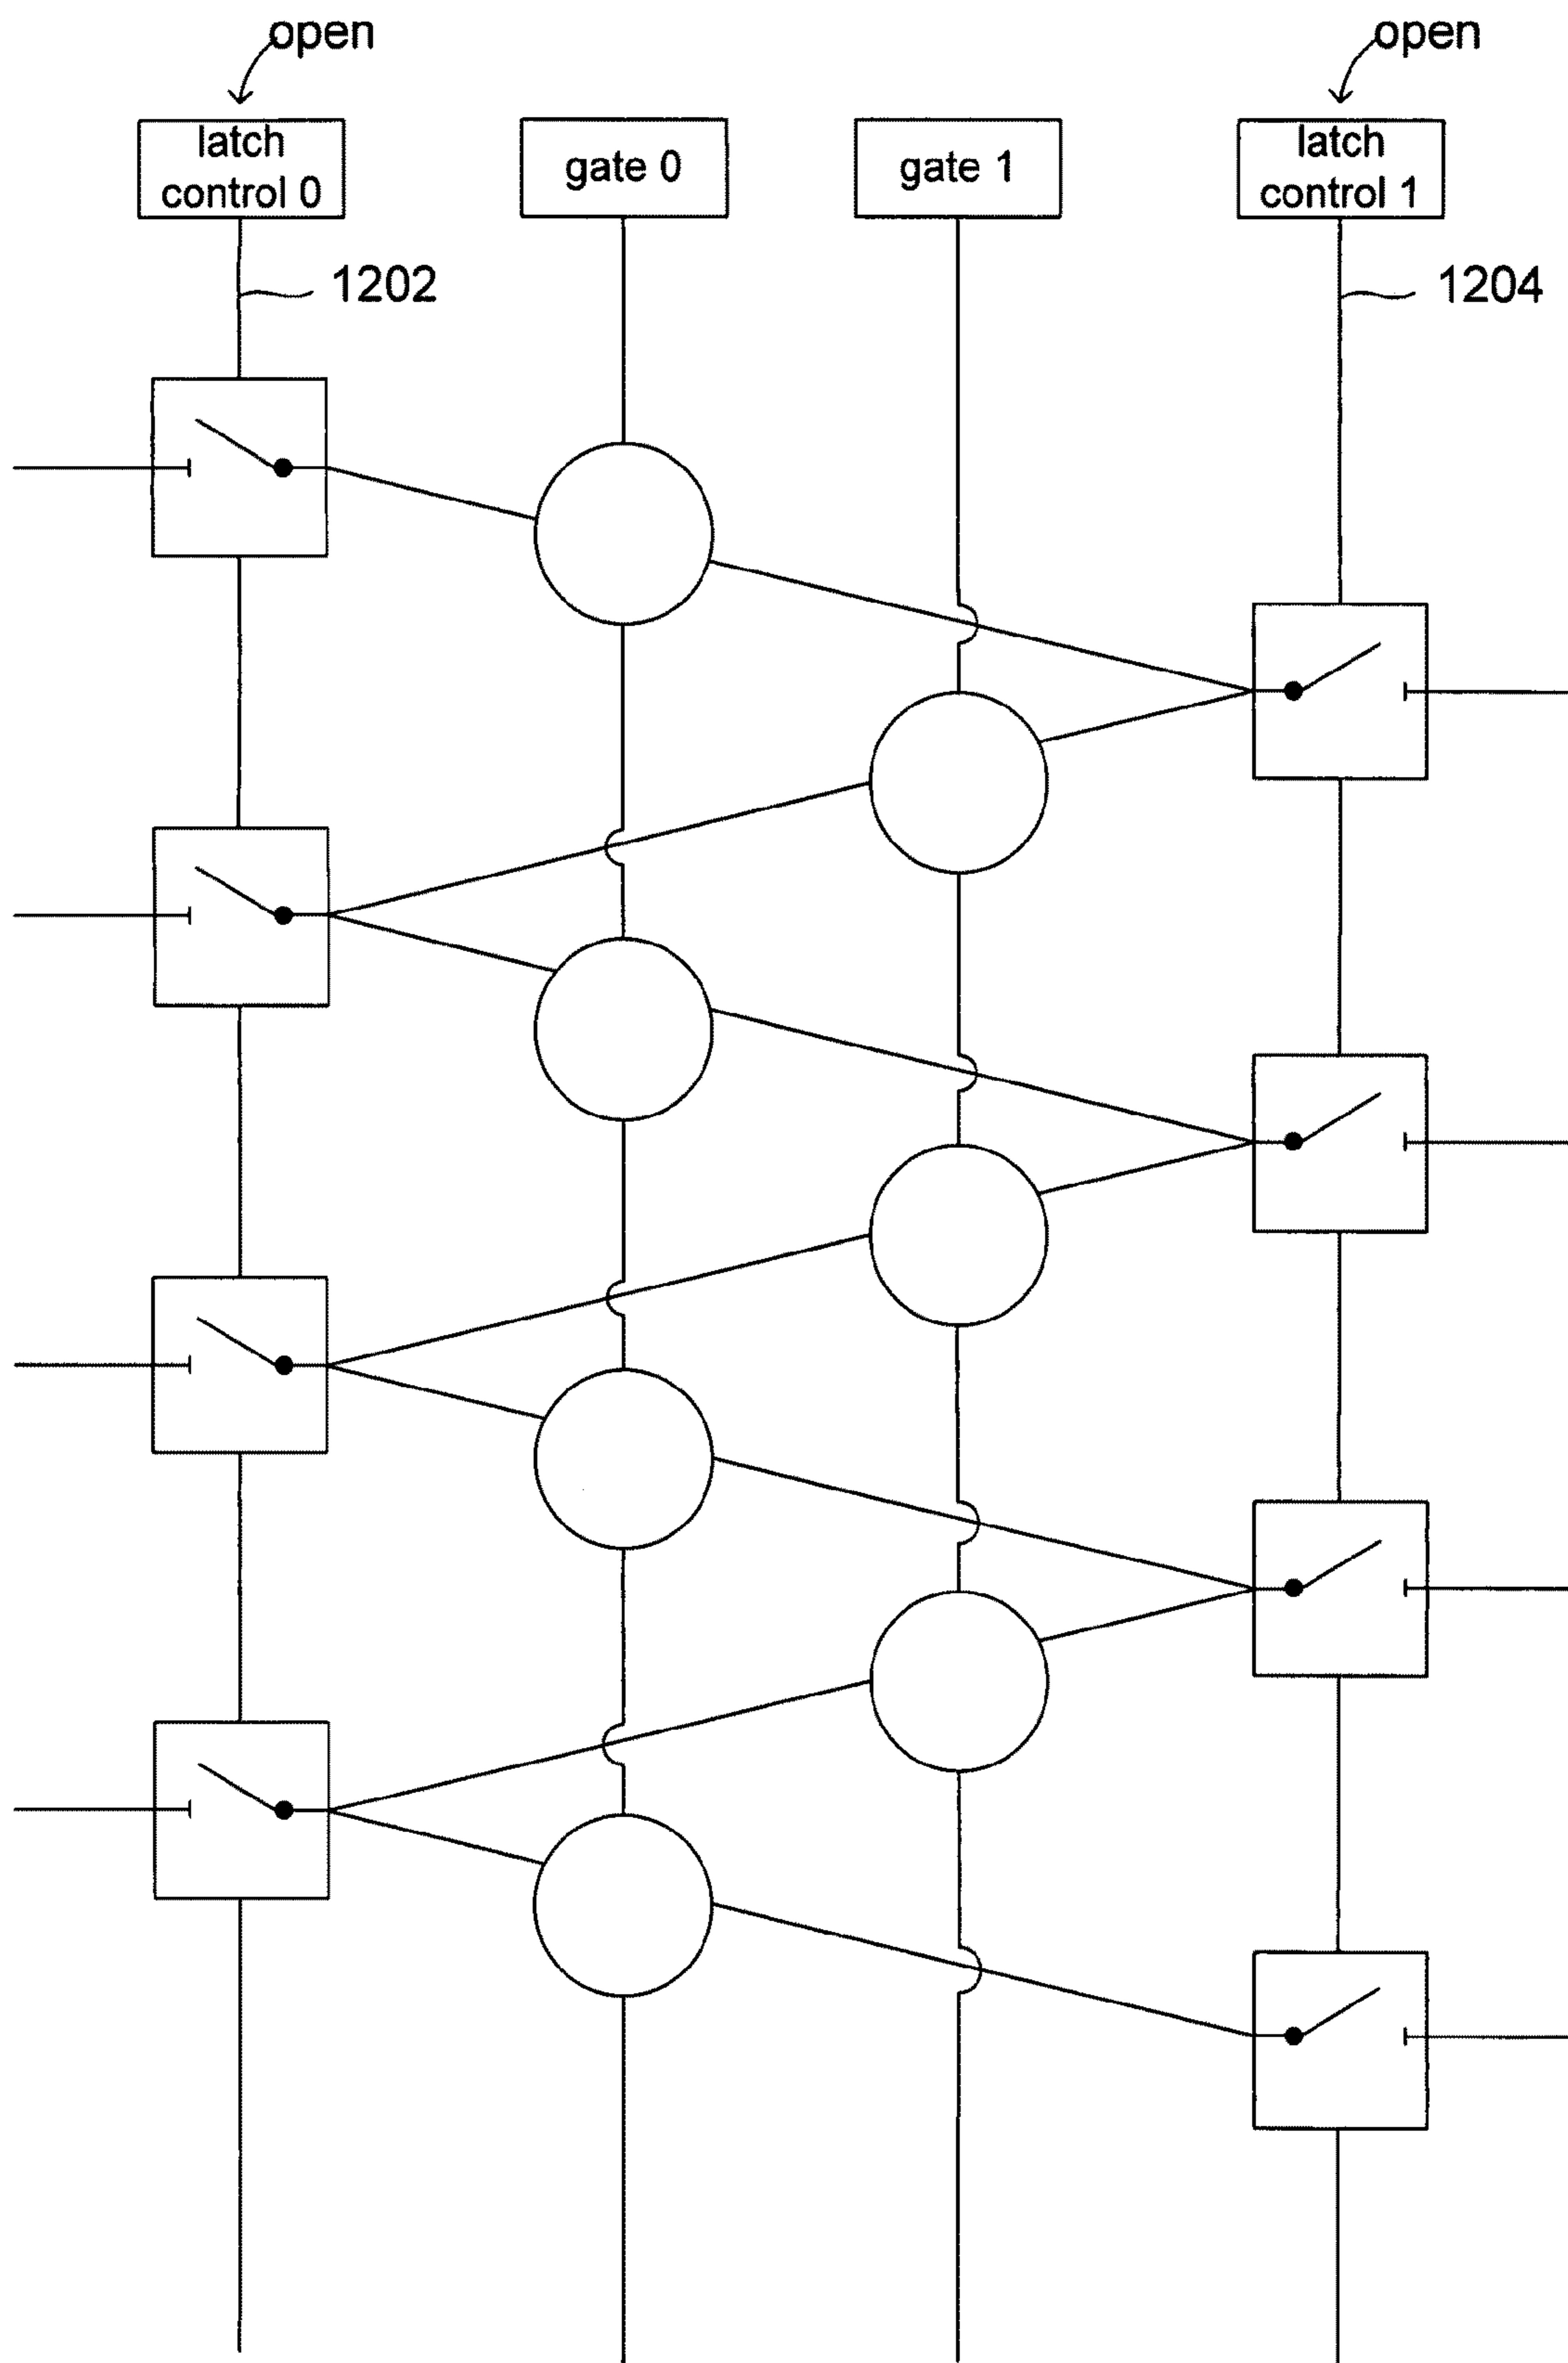 open
open
latch
control 0
gate 0
gate 1
latch
control 1
1202
1204